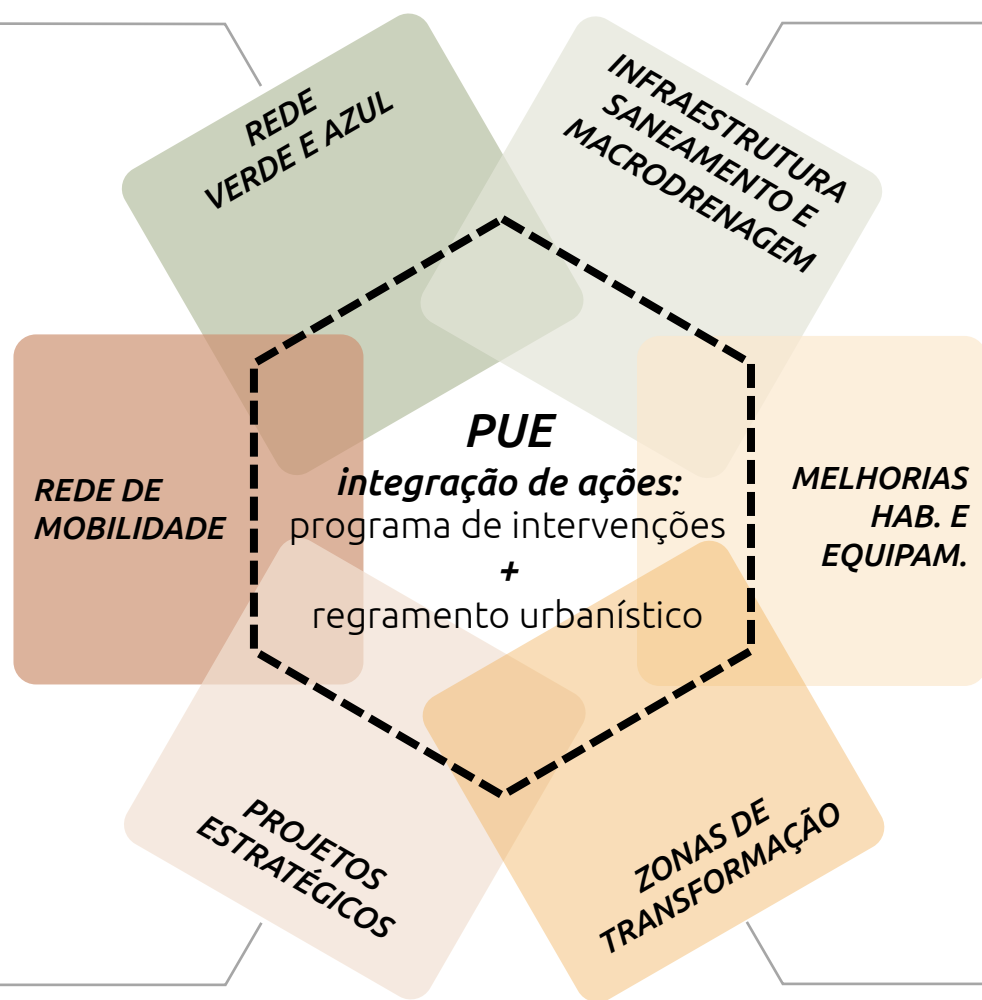 REDE
VERDE E AZUL
INFRAESTRUTURA
SANEAMENTO E
MACRODRENAGEM
REDE DE
MOBILIDADE
PUE
integração de ações:
programa de intervenções
+
regramento urbanístico
MELHORIAS
HAB. E
EQUIPAM.
PROJETOS
ESTRATÉGICOS
ZONAS DE
TRANSFORMAÇÃO